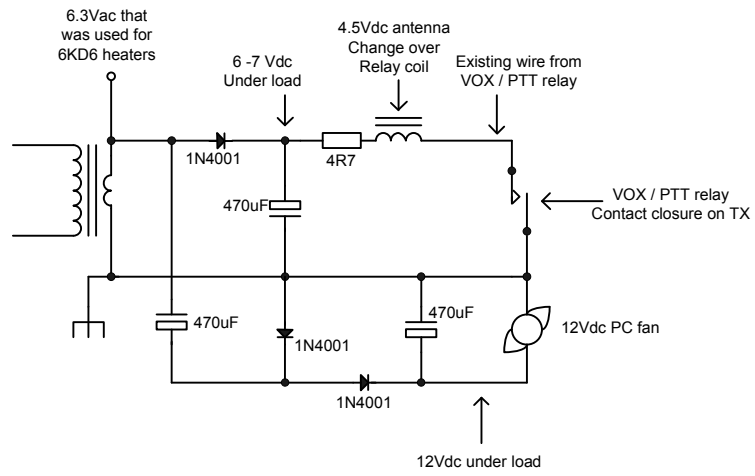 6.3Vac that
was used for
6KD6 heaters
6 -7 Vdc
Under load
4.5Vdc antenna
Change over
Relay coil
Existing wire from
VOX / PTT relay
1N4001
4R7
470uF
VOX / PTT relay
Contact closure on TX
470uF
1N4001
470uF
12Vdc PC fan
1N4001
12Vdc under load